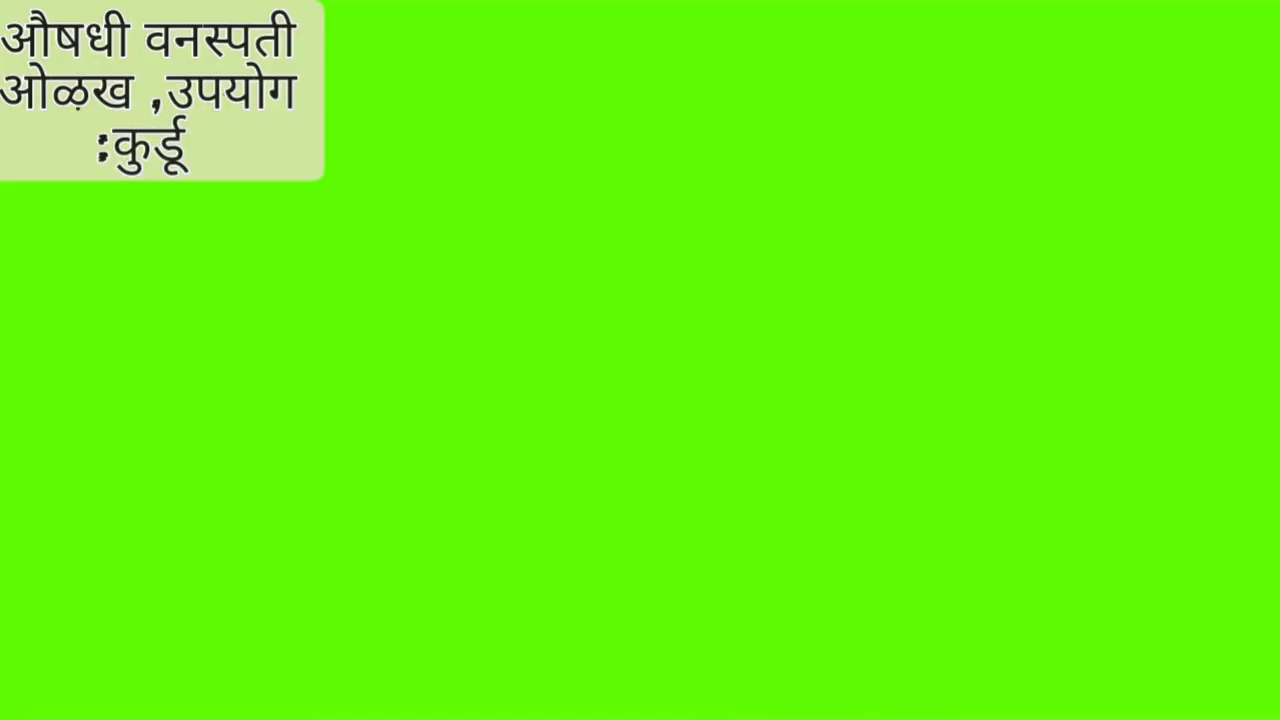 औषधी वनस्पती
ओळख ,उपयोग
:कुर्डू